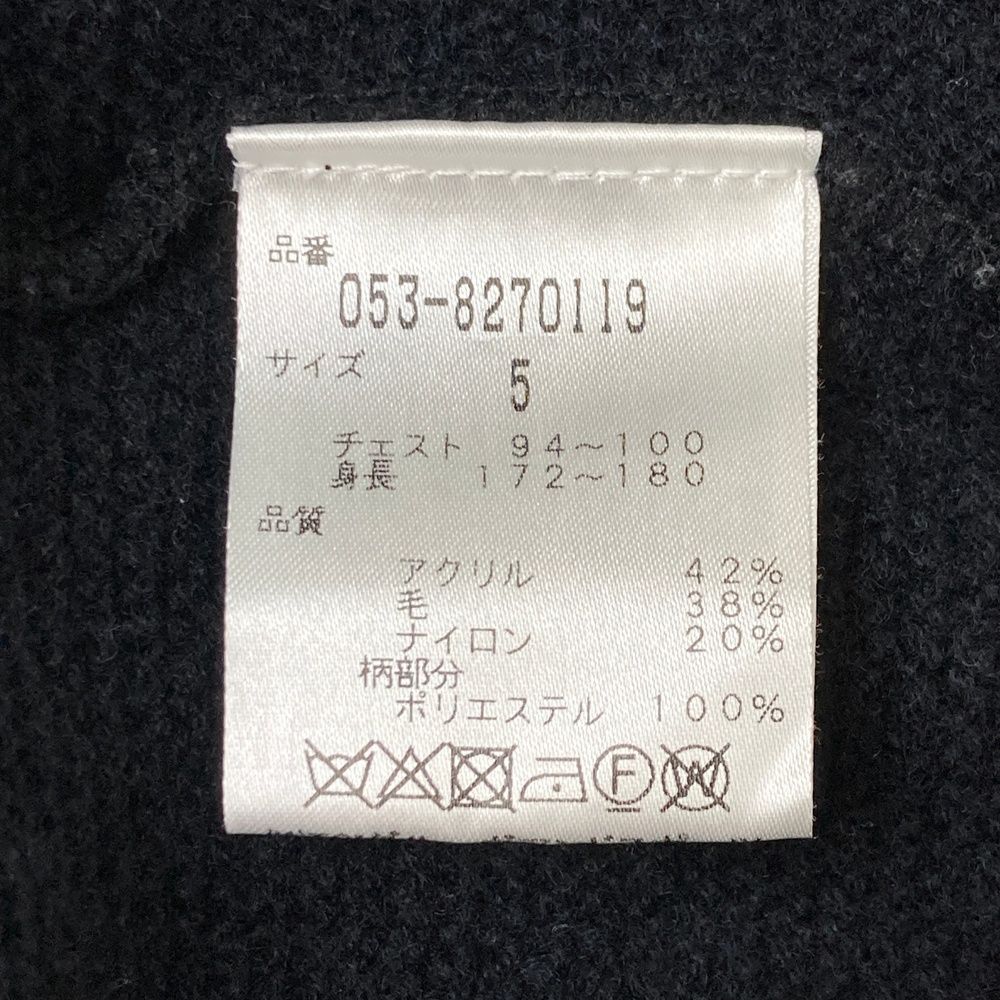 品番
053-8270119
サイズ 5
チェスト 94～100
身長 172～180
品質
アクリル 42%
毛 38%
ナイロン 20%
柄部分
ポリエステル 100%
F W